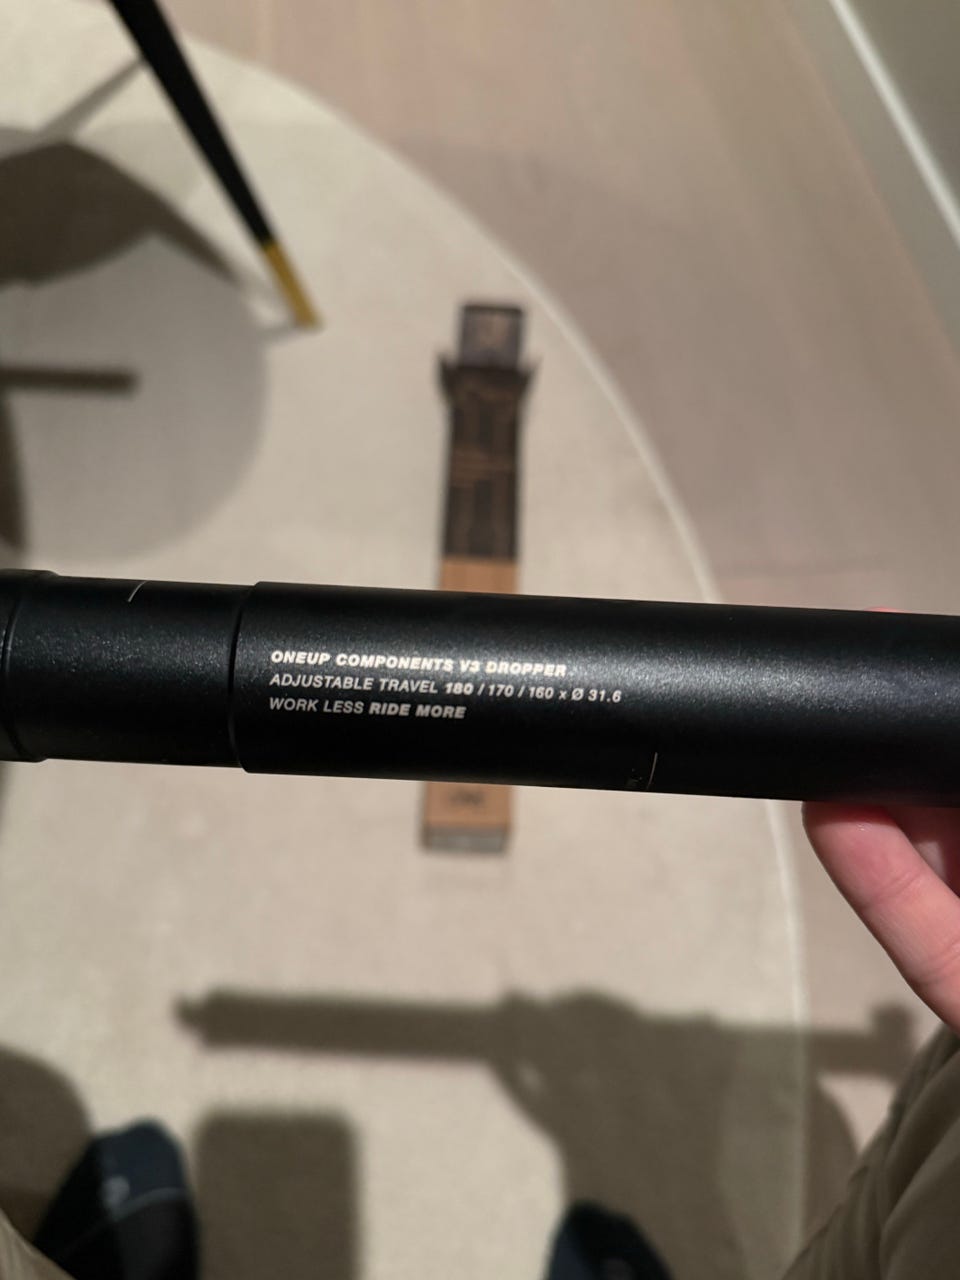 ONEUP COMPONENTS V3 DROPPER
ADJUSTABLE TRAVEL 180 / 170 / 160 x Ø 31.6
WORK LESS RIDE MORE